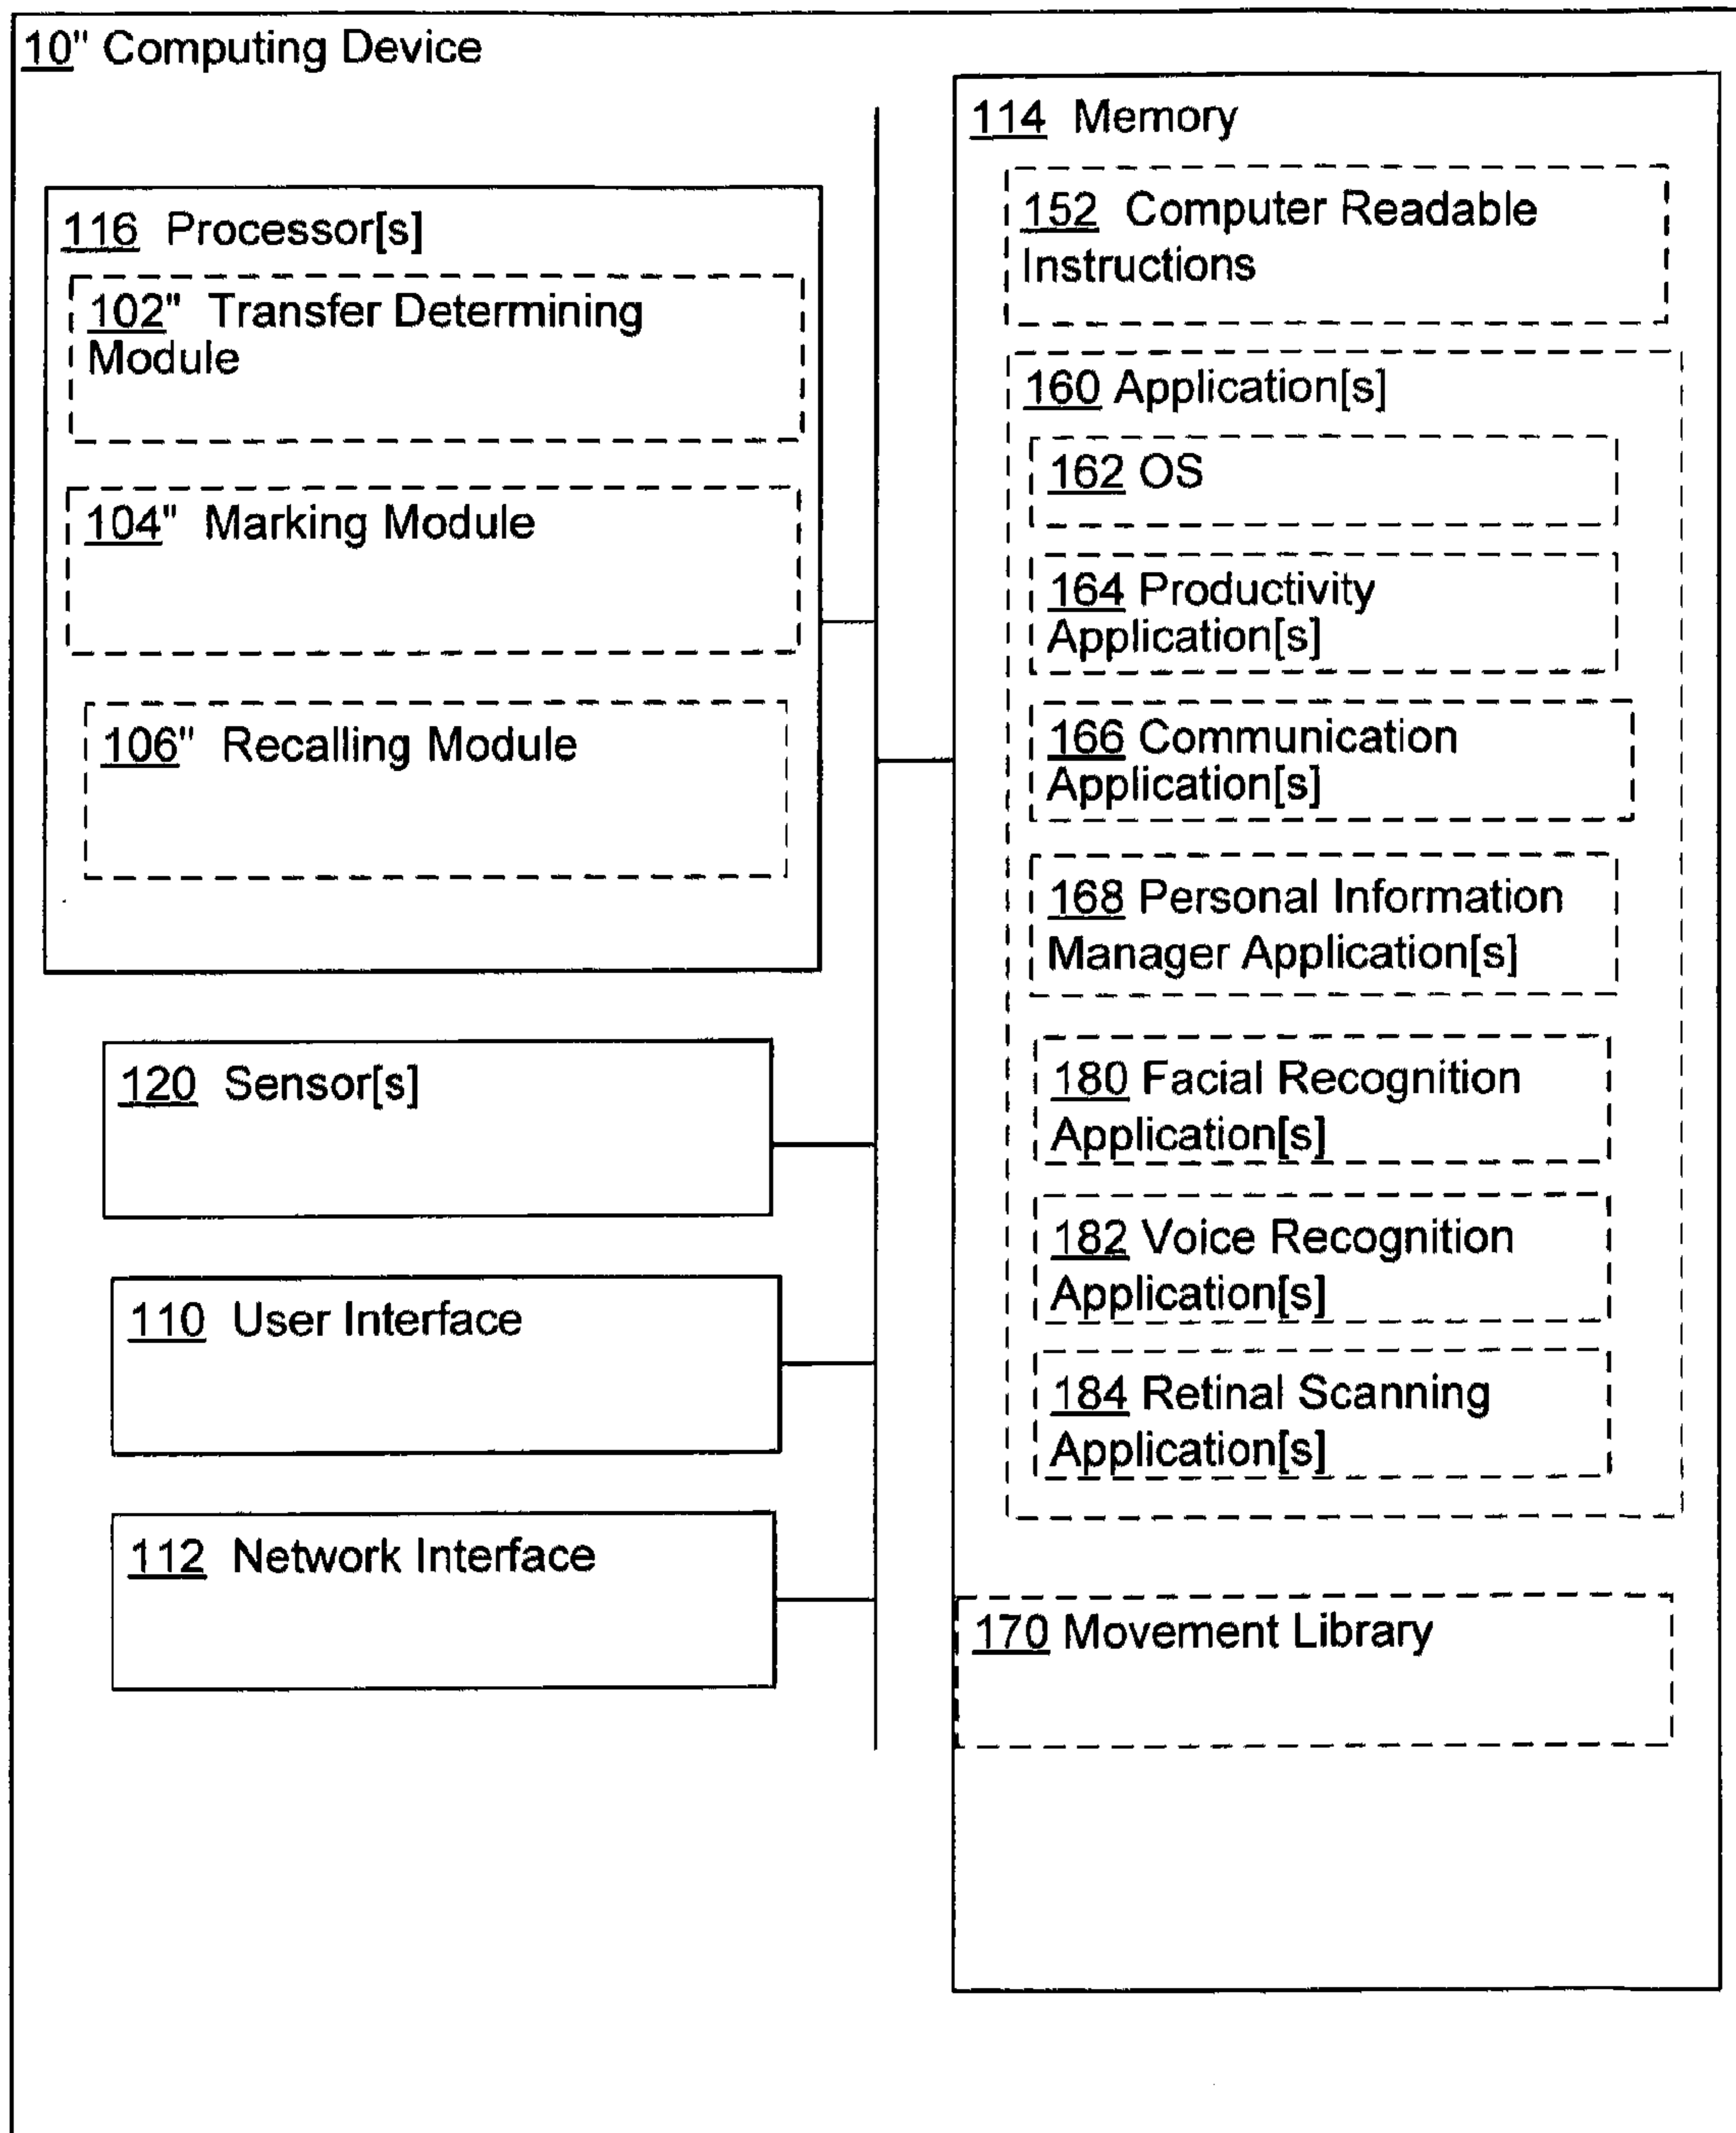 10" Computing Device
116 Processor[s]
102" Transfer Determining
Module
104" Marking Module
106" Recalling Module
120 Sensor[s]
110 User Interface
112 Network Interface
114 Memory
152 Computer Readable
Instructions
160 Application[s]
162 OS
164 Productivity
Application[s]
166 Communication
Application[s]
168 Personal Information
Manager Application[s]
180 Facial Recognition
Application[s]
182 Voice Recognition
Application[s]
184 Retinal Scanning
Application[s]
170 Movement Library